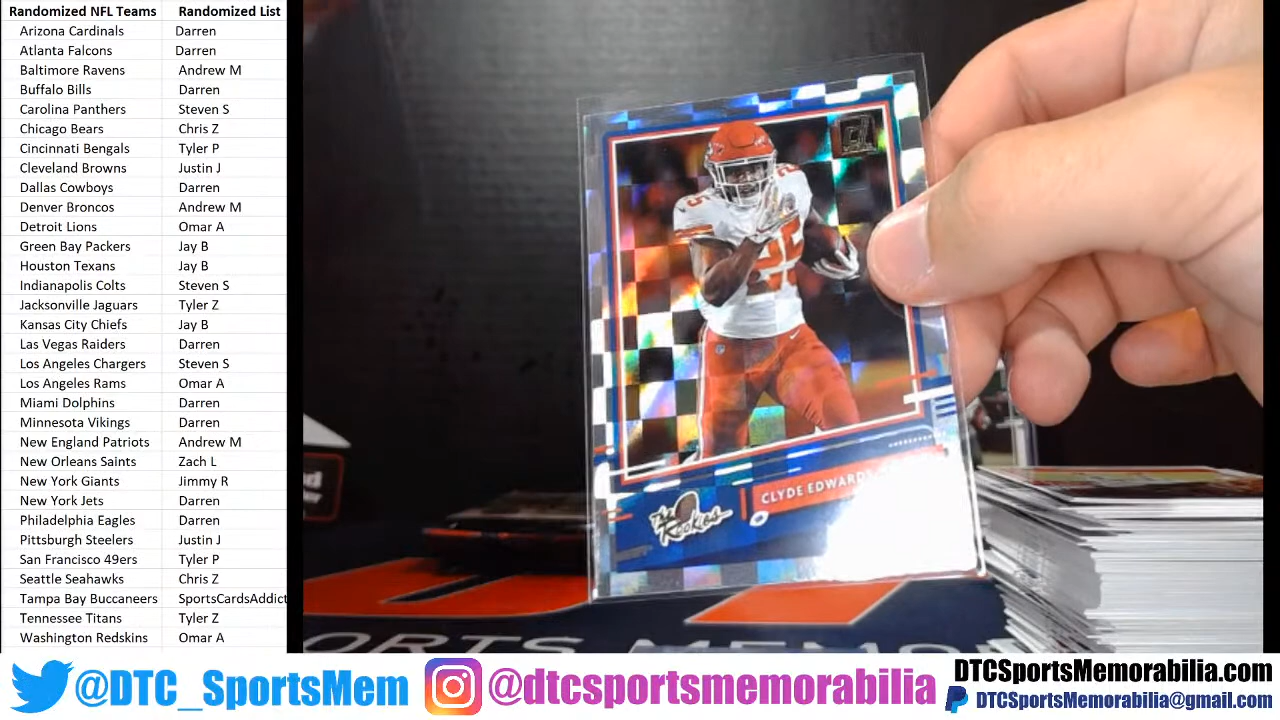 Randomized NFL Teams Randomized List
Arizona Cardinals Darren
Atlanta Falcons Darren
Baltimore Ravens Andrew M
Buffalo Bills Darren
Carolina Panthers Steven S
Chicago Bears Chris Z
Cincinnati Bengals Tyler P
Cleveland Browns Justin J
Dallas Cowboys Darren
Denver Broncos Andrew M
Detroit Lions Omar A
Green Bay Packers Jay B
Houston Texans Jay B
Indianapolis Colts Steven S
Jacksonville Jaguars Tyler Z
Kansas City Chiefs Jay B
Las Vegas Raiders Darren
Los Angeles Chargers Steven S
Los Angeles Rams Omar A
Miami Dolphins Darren
Minnesota Vikings Darren
New England Patriots Andrew M
New Orleans Saints Zach L
New York Giants Jimmy R
New York Jets Darren
Philadelphia Eagles Darren
Pittsburgh Steelers Justin J
San Francisco 49ers Tyler P
Seattle Seahawks Chris Z
Tampa Bay Buccaneers SportsCardsAddict
Tennessee Titans Tyler Z
Washington Redskins Omar A
25
25
CLYDE EDWARDS
The Rookies
ORTS MEMO
@DTC_SportsMem
@dtcsportsmemorabilia
DTCSportsMemorabilia.com
DTCSportsMemorabilia@gmail.com